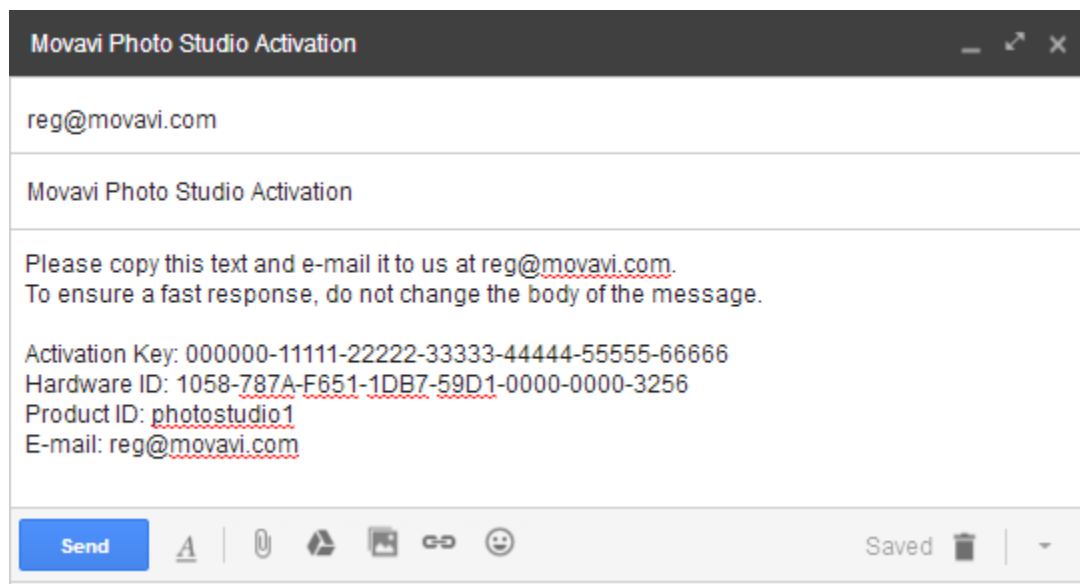 Movavi Photo Studio Activation
reg@movavi.com
Movavi Photo Studio Activation
Please copy this text and e-mail it to us at reg@movavi.com.
To ensure a fast response, do not change the body of the message.
Activation Key: 000000-11111-22222-33333-44444-55555-66666
Hardware ID: 1058-787A-F651-1DB7-59D1-0000-0000-3256
Product ID: photostudio1
E-mail: reg@movavi.com
Send A Saved